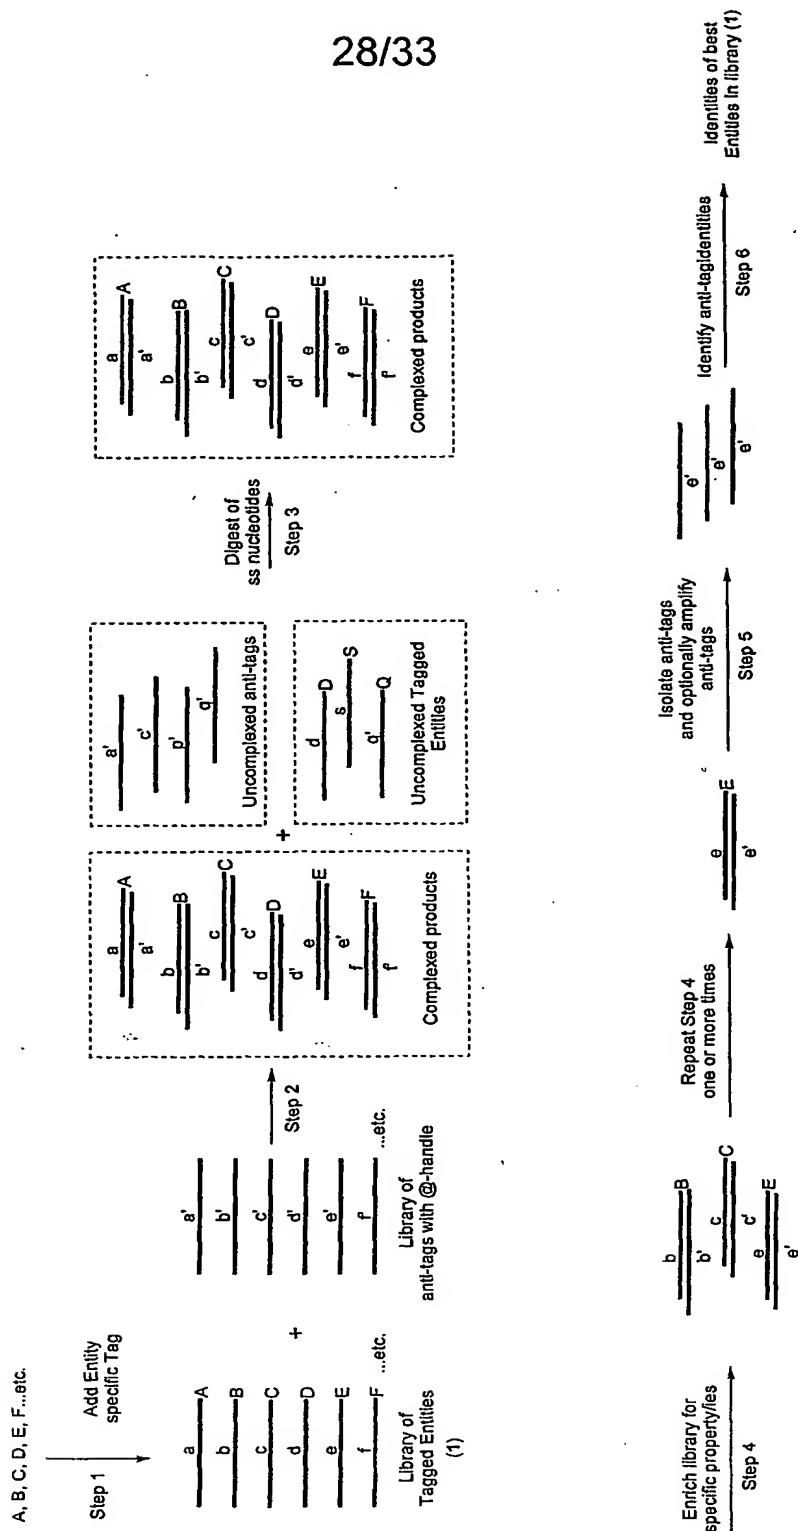 28/33
A, B, C, D, E, F...etc.
Step 1
Add Entity
specific Tag
a
A
b
B
c
C
d
D
e
E
f
F
...etc.
Library of
Tagged Entities
(1)
+
a'
b'
c'
d'
e'
f'
...etc.
Library of
anti-tags with @-handle
Step 2
a
A
a'
b
B
b'
c
C
c'
d
D
d'
e
E
e'
f
F
f'
Complexed products
+
a'
c'
p'
q'
Uncomplexed anti-tags
d
D
s
S
q'
Q
Uncomplexed Tagged
Entities
Digest of
ss nucleotides
Step 3
a
A
a'
b
B
b'
c
C
c'
d
D
d'
e
E
e'
f
F
f'
Complexed products
Enrich library for
specific property/ies
Step 4
b
B
b'
c
C
c'
e
E
e'
Repeat Step 4
one or more times
e
E
e'
Isolate anti-tags
and optionally amplify
anti-tags
Step 5
e'
e'
e'
Identify anti-tagidentities
Step 6
Identities of best
Entities in library (1)